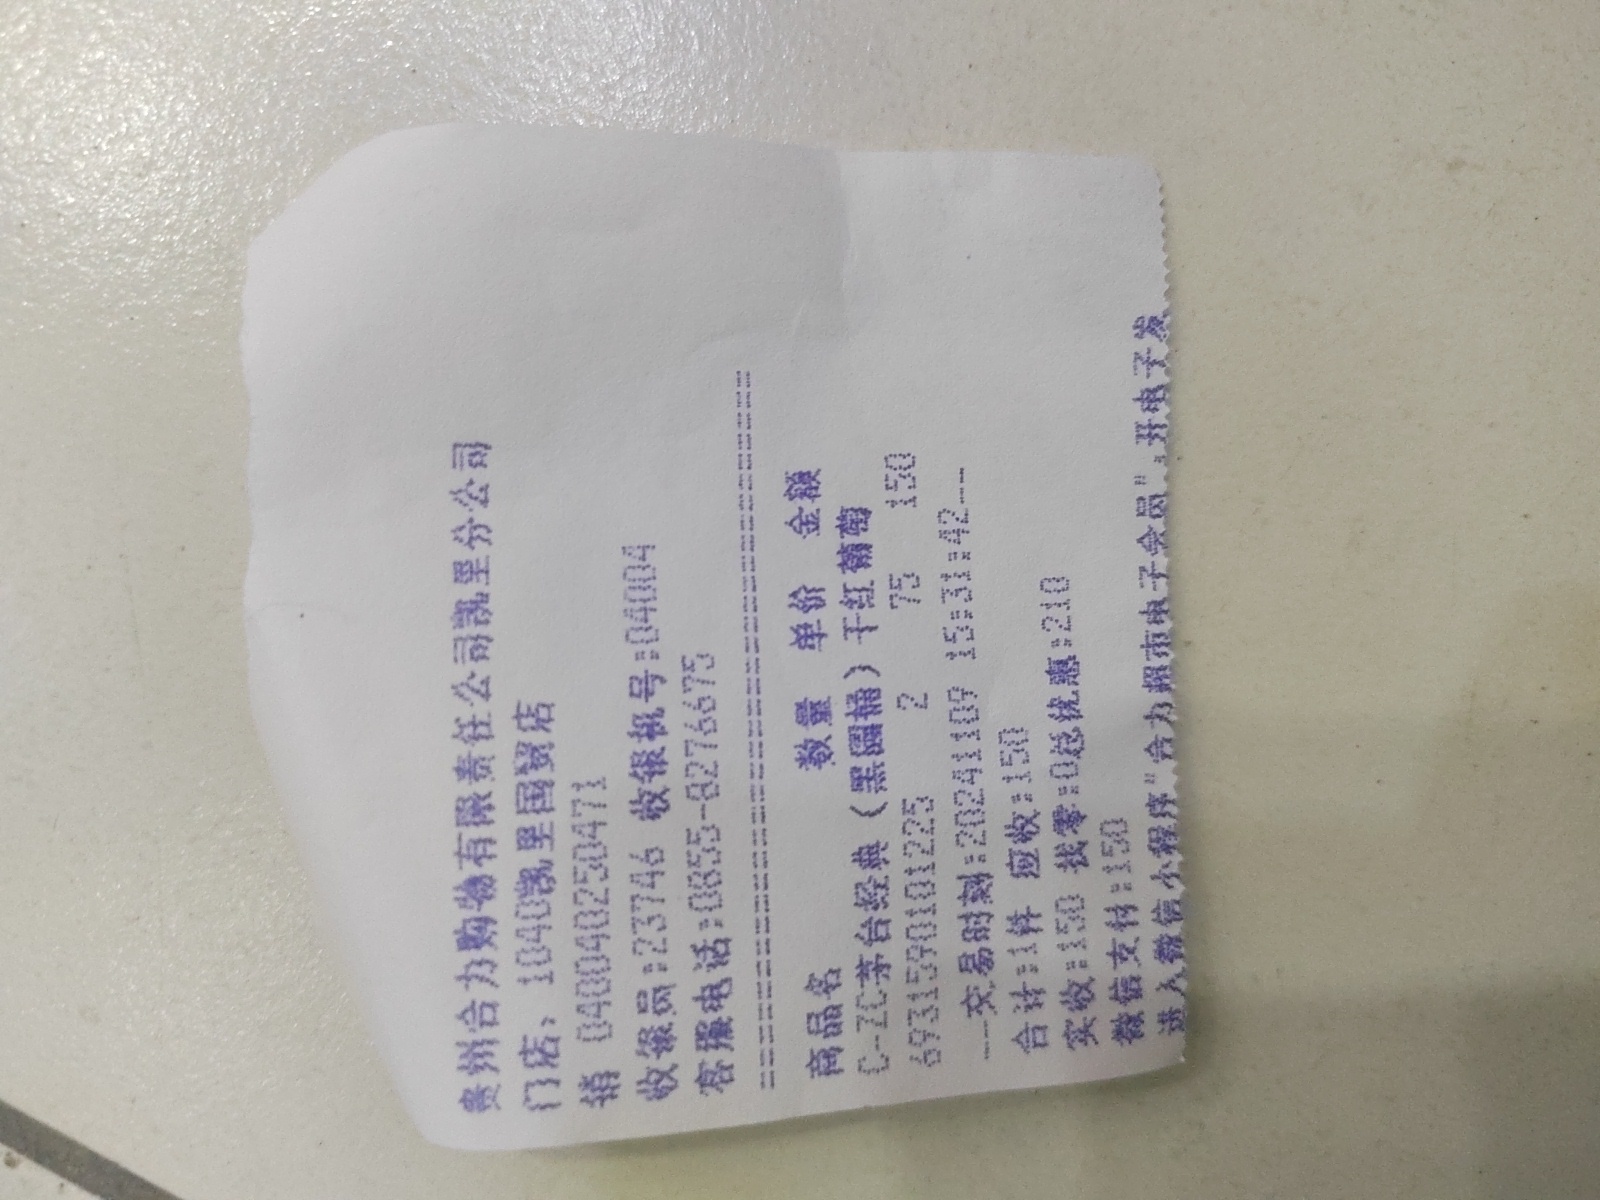 贵州合力购物有限责任公司凯里分公司
门店: 1040凯里国贸店
销 04004025047​1
收银员:23746 收银机号:04004
客服电话:0855-8276675
================================
商品名 数量 单价 金额
C-ZC茅台经典（黑圆桶）干红葡萄
6931590101225 2 75 150
---交易时刻:20241109 15:31:42---
合计:1件 应收:150
实收:150 找零:0总优惠:210
微信支付:150
进入微信小程序“合力超市电子会员”,开电子发